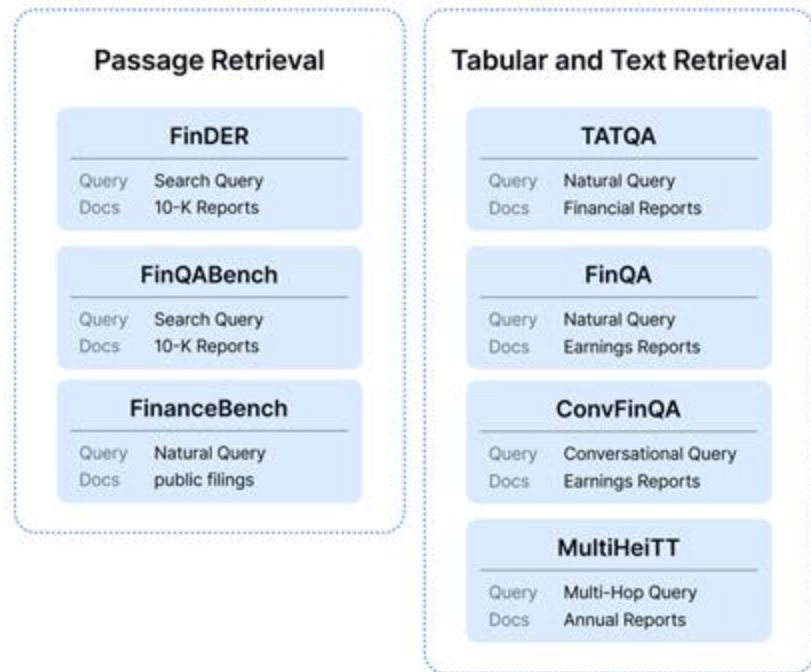 Passage Retrieval
FinDER
Query Search Query
Docs 10-K Reports
FinQABench
Query Search Query
Docs 10-K Reports
FinanceBench
Query Natural Query
Docs public filings
Tabular and Text Retrieval
TATQA
Query Natural Query
Docs Financial Reports
FinQA
Query Natural Query
Docs Earnings Reports
ConvFinQA
Query Conversational Query
Docs Earnings Reports
MultiHeiTT
Query Multi-Hop Query
Docs Annual Reports